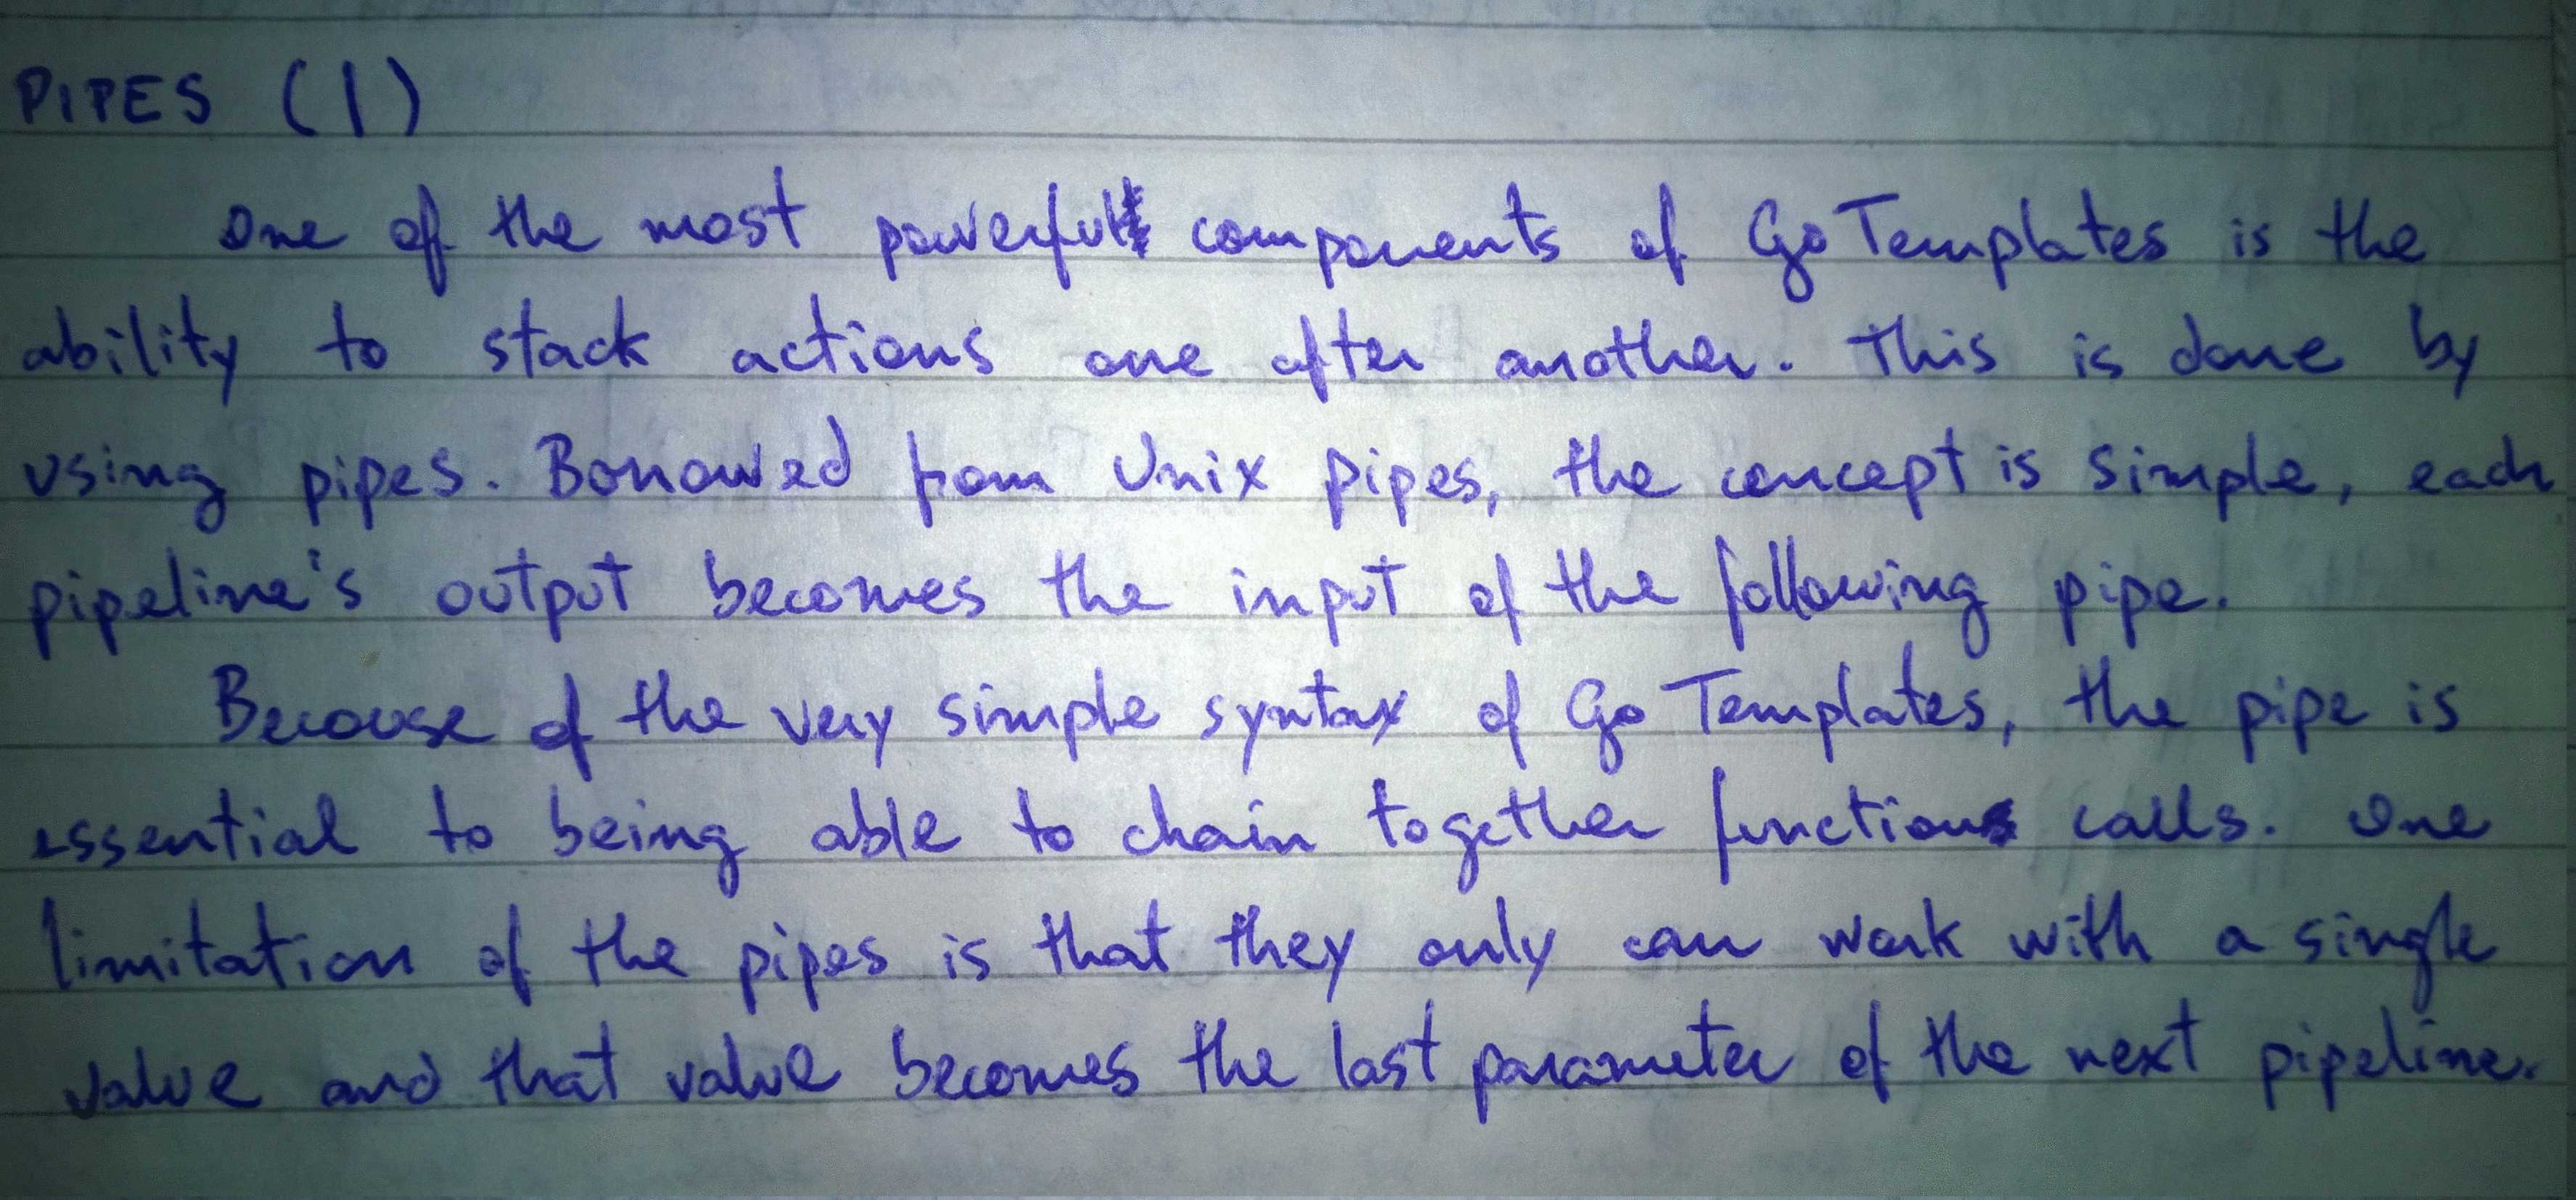 PIPES (|)
One of the most powerful components of Go Templates is the
ability to stack actions one after another. This is done by
using pipes. Borrowed from Unix pipes, the concept is simple, each
pipeline's output becomes the input of the following pipe.
Because of the very simple syntax of Go Templates, the pipe is
essential to being able to chain together function calls. One
limitation of the pipes is that they only can work with a single
value and that value becomes the last parameter of the next pipeline.